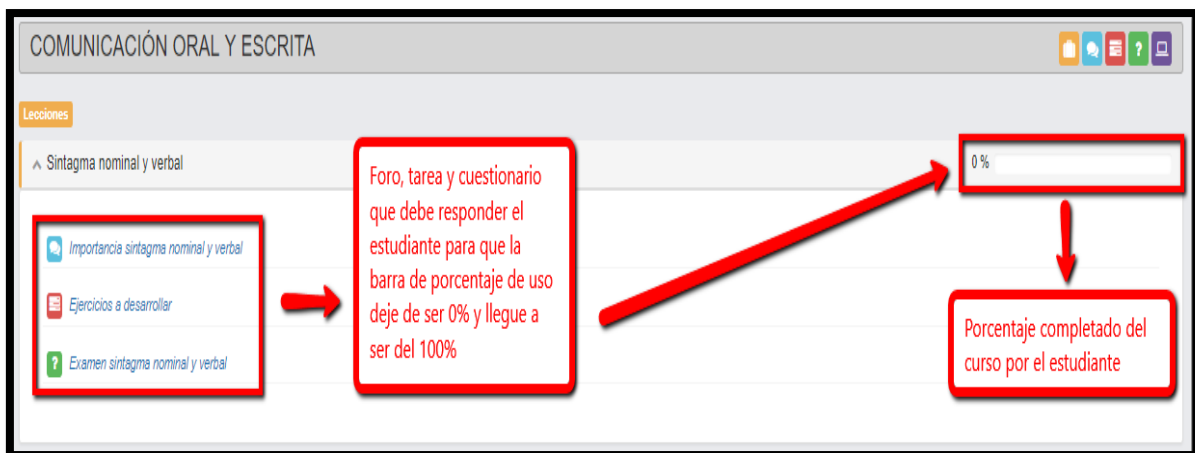 COMUNICACIÓN ORAL Y ESCRITA
?
Lecciones
Sintagma nominal y verbal
0 %
Importancia sintagma nominal y verbal
Ejercicios a desarrollar
? Examen sintagma nominal y verbal
Foro, tarea y cuestionario
que debe responder el
estudiante para que la
barra de porcentaje de uso
deje de ser 0% y llegue a
ser del 100%
Porcentaje completado del
curso por el estudiante